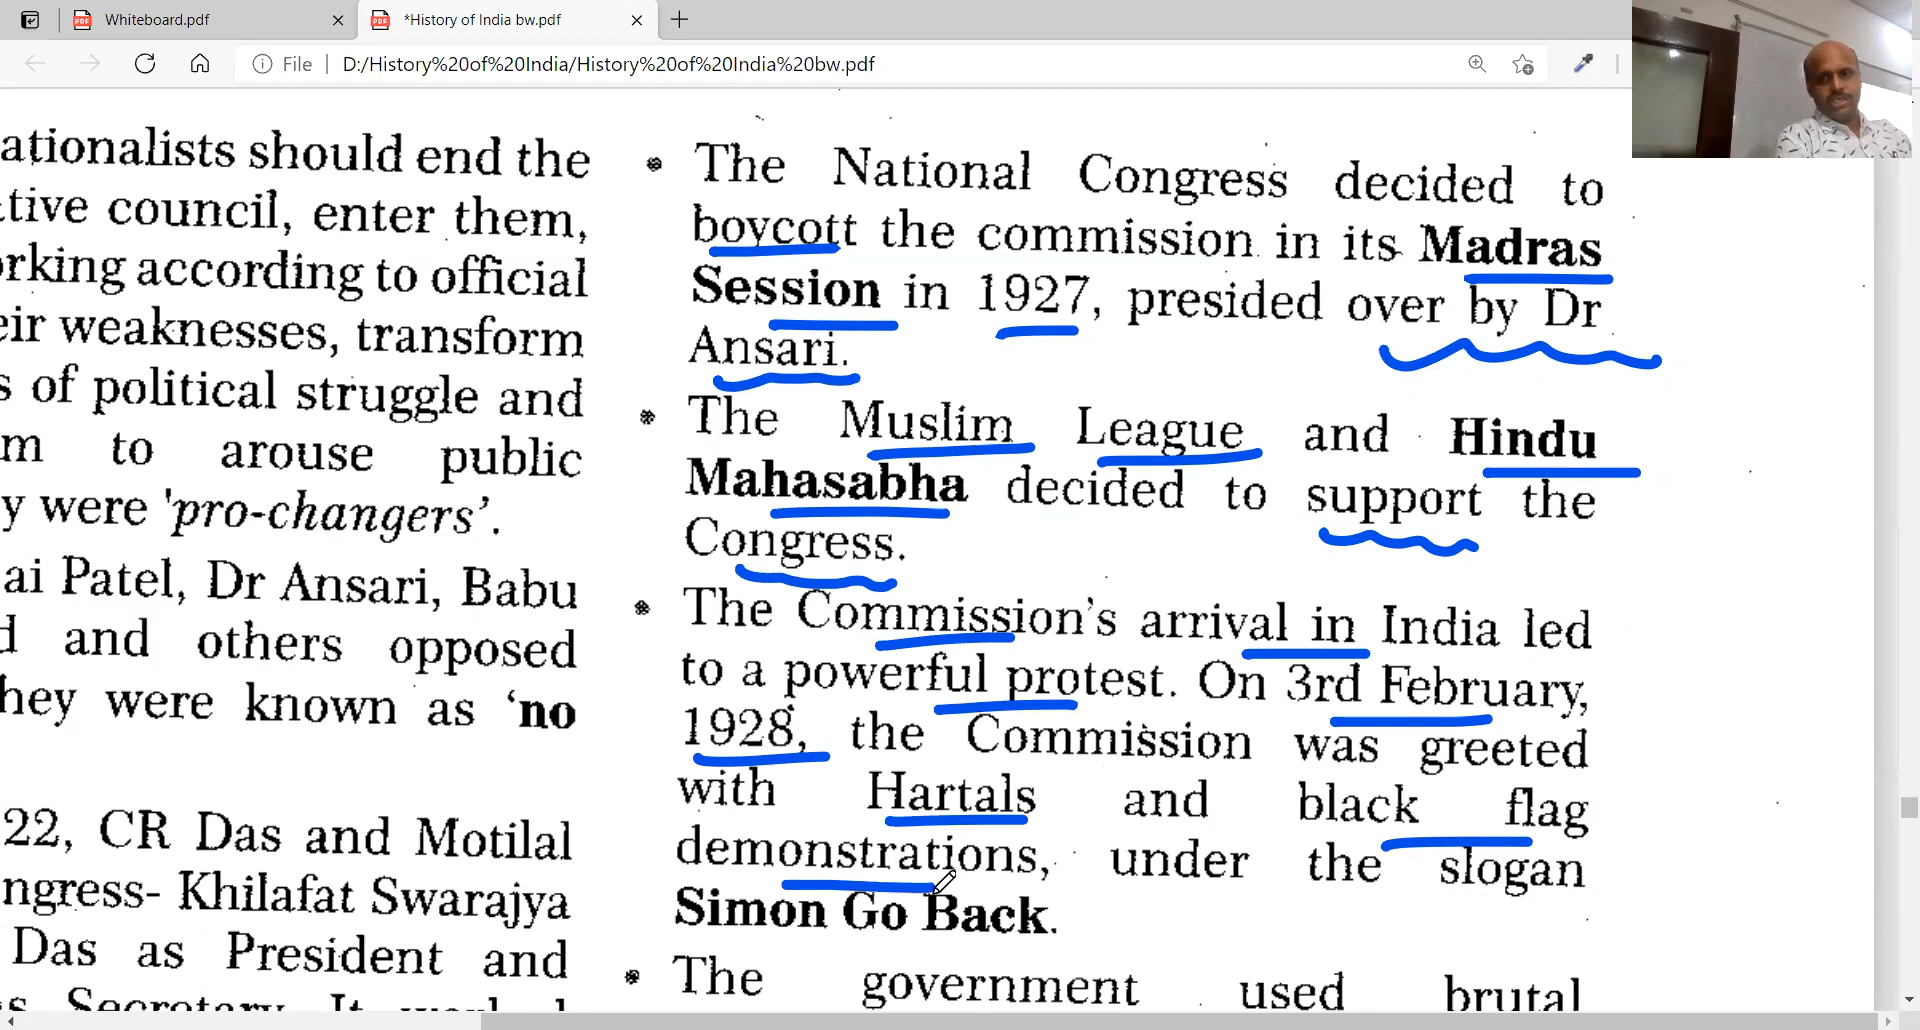 Whiteboard.pdf
*History of India bw.pdf
File
D:/History%20of%20India/History%20of%20India%20bw.pdf
ationalists should end the
tive council, enter them,
rking according to official
eir weaknesses, transform
s of political struggle and
m to arouse public
y were 'pro-changers'.
ai Patel, Dr Ansari, Babu
d and others opposed
hey were known as 'no
22, CR Das and Motilal
ngress- Khilafat Swarajya
Das as President and
The National Congress decided to
boycott the commission in its Madras
Session in 1927, presided over by Dr
Ansari.
The Muslim League and Hindu
Mahasabha decided to support the
Congress.
The Commission's arrival in India led
to a powerful protest. On 3rd February,
1928, the Commission was greeted
with Hartals and black flag
demonstrations, under the slogan
Simon Go Back.
The government used brutal